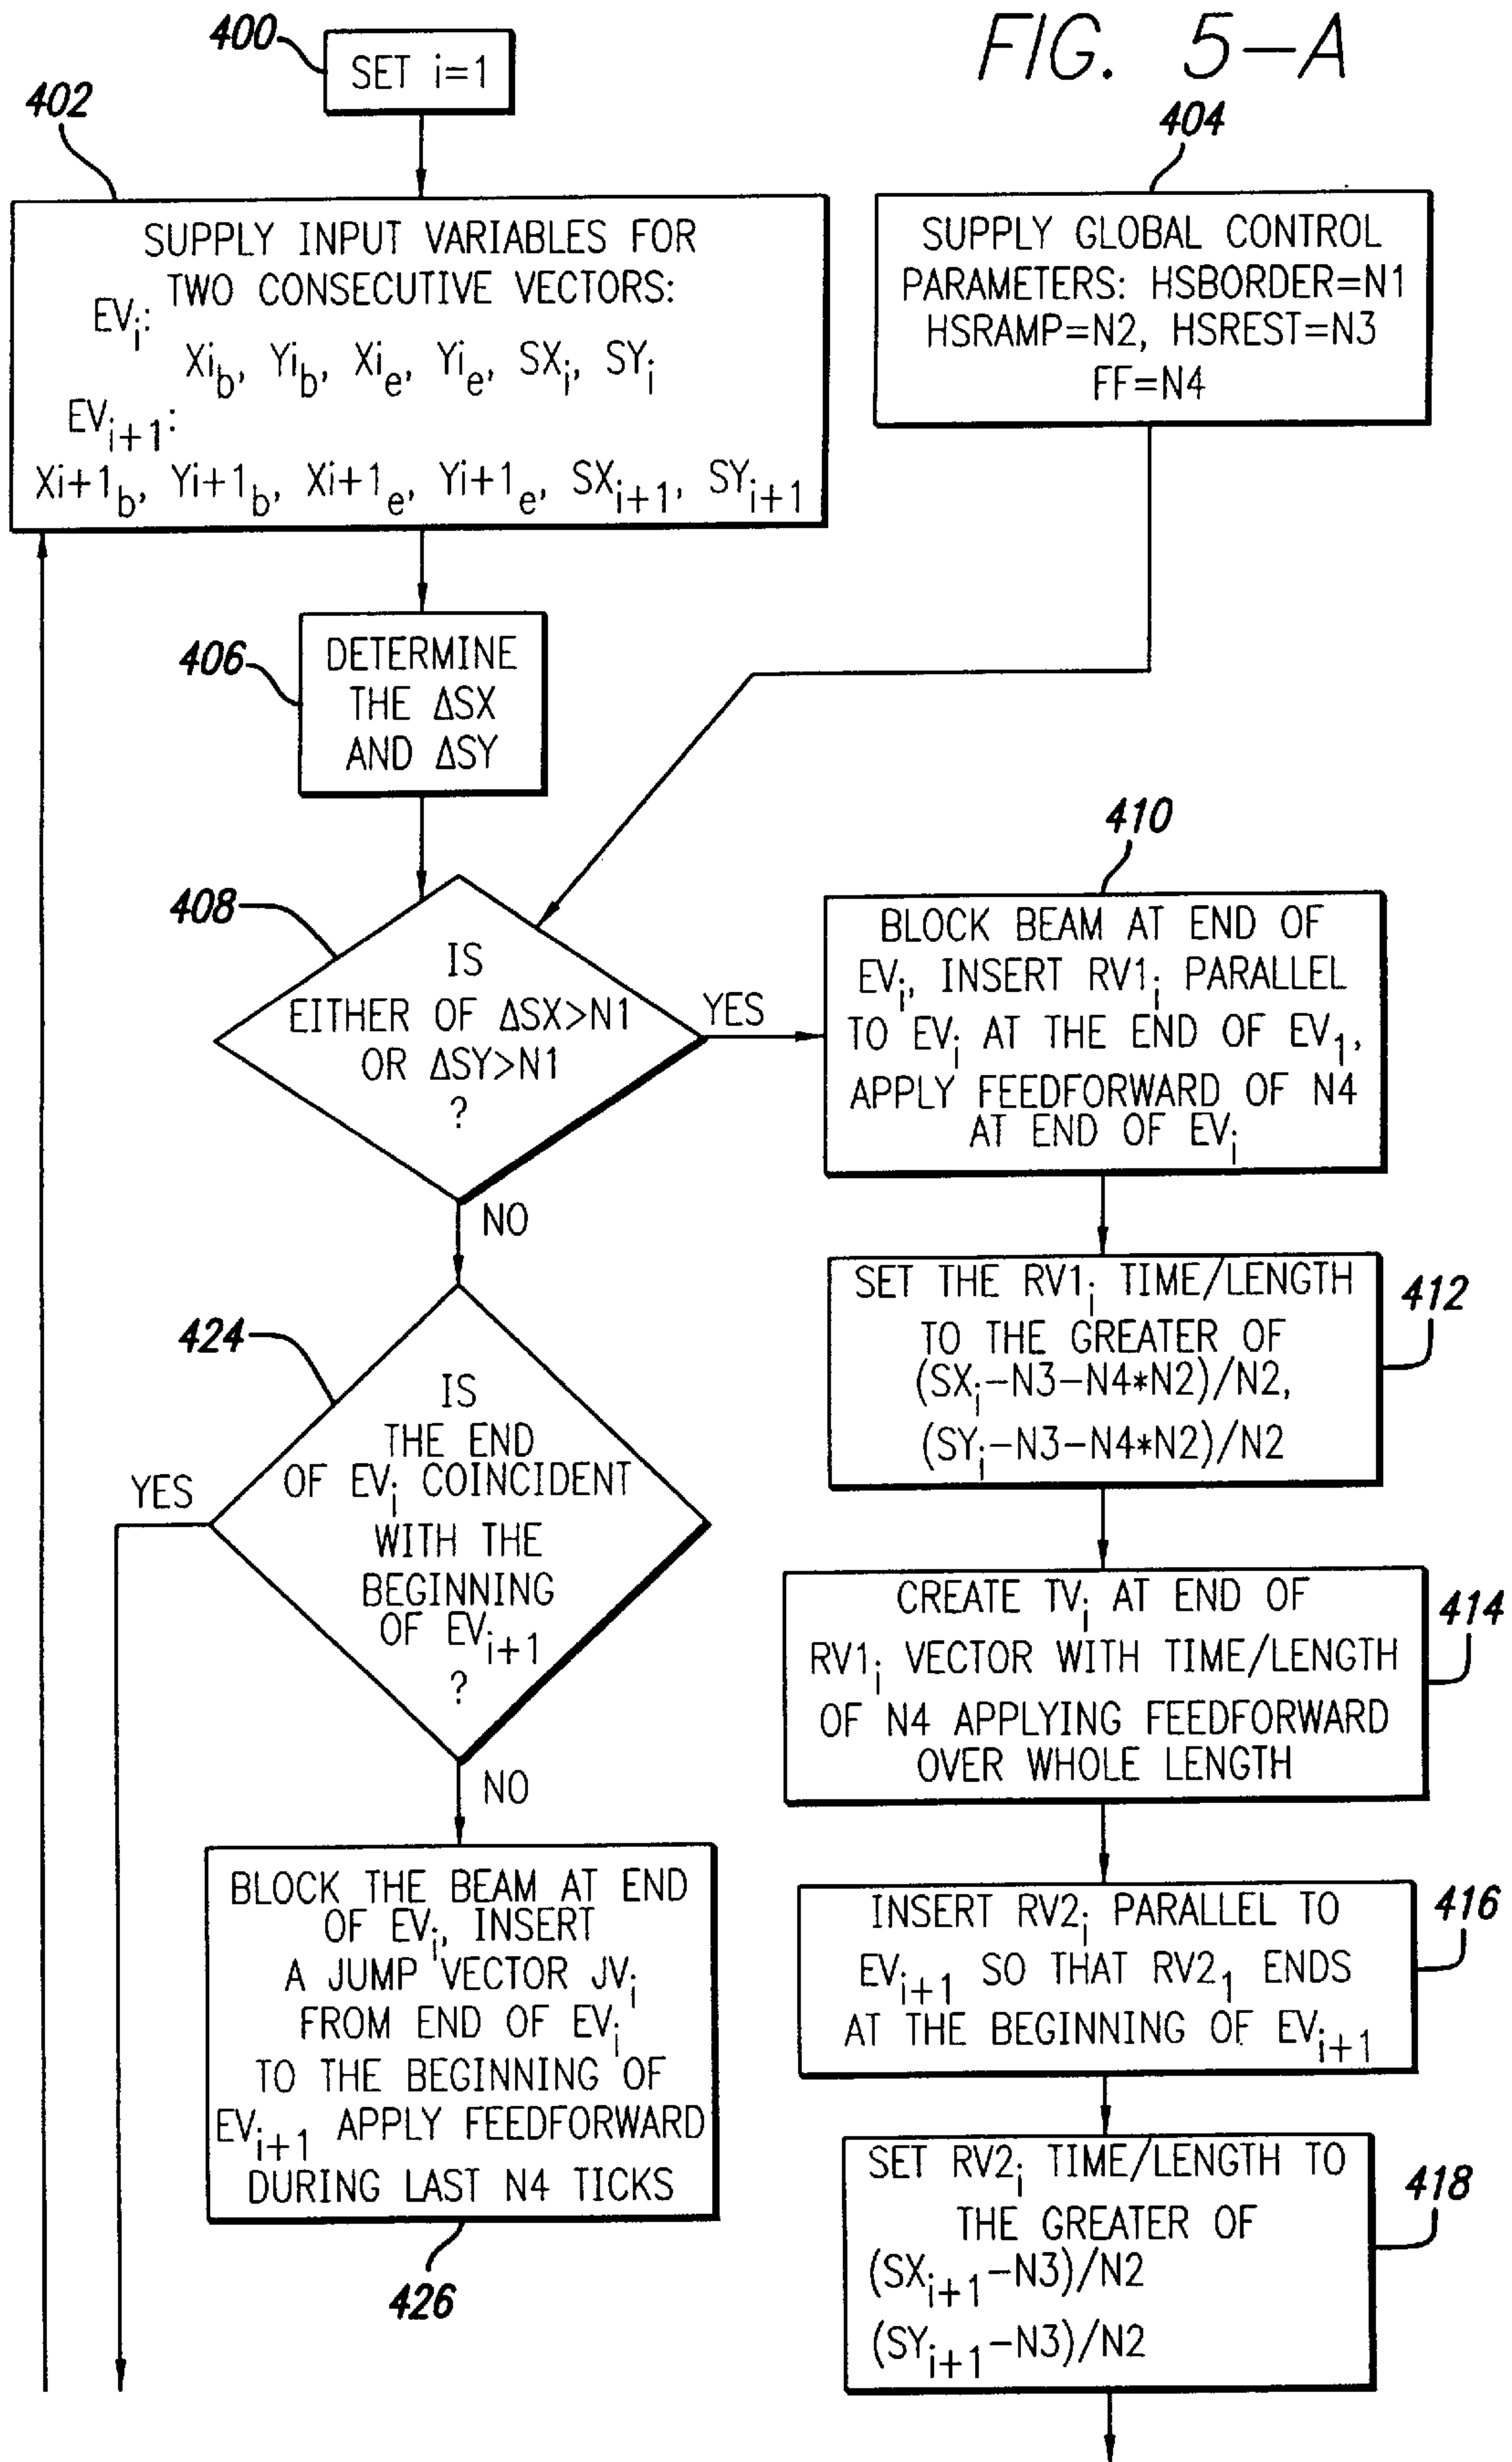 FIG. 5-A
400
SET i=1
402
SUPPLY INPUT VARIABLES FOR
TWO CONSECUTIVE VECTORS:
EVi:
Xib, Yib, Xie, Yie, SXi, SYi
EVi+1:
Xi+1b, Yi+1b, Xi+1e, Yi+1e, SXi+1, SYi+1
404
SUPPLY GLOBAL CONTROL
PARAMETERS: HSBORDER=N1
HSRAMP=N2, HSREST=N3
FF=N4
406
DETERMINE
THE ΔSX
AND ΔSY
408
IS
EITHER OF ΔSX>N1
OR ΔSY>N1
?
YES
NO
410
BLOCK BEAM AT END OF
EVi, INSERT RV1i PARALLEL
TO EVi AT THE END OF EV1,
APPLY FEEDFORWARD OF N4
AT END OF EVi
412
SET THE RV1i TIME/LENGTH
TO THE GREATER OF
(SXi-N3-N4*N2)/N2,
(SYi-N3-N4*N2)/N2
414
CREATE TVi AT END OF
RV1i VECTOR WITH TIME/LENGTH
OF N4 APPLYING FEEDFORWARD
OVER WHOLE LENGTH
416
INSERT RV2i PARALLEL TO
EVi+1 SO THAT RV21 ENDS
AT THE BEGINNING OF EVi+1
418
SET RV2i TIME/LENGTH TO
THE GREATER OF
(SXi+1-N3)/N2
(SYi+1-N3)/N2
424
IS
THE END
OF EVi COINCIDENT
WITH THE
BEGINNING
OF EVi+1
?
YES
NO
BLOCK THE BEAM AT END
OF EVi, INSERT
A JUMP VECTOR JVi
FROM END OF EVi
TO THE BEGINNING OF
EVi+1 APPLY FEEDFORWARD
DURING LAST N4 TICKS
426